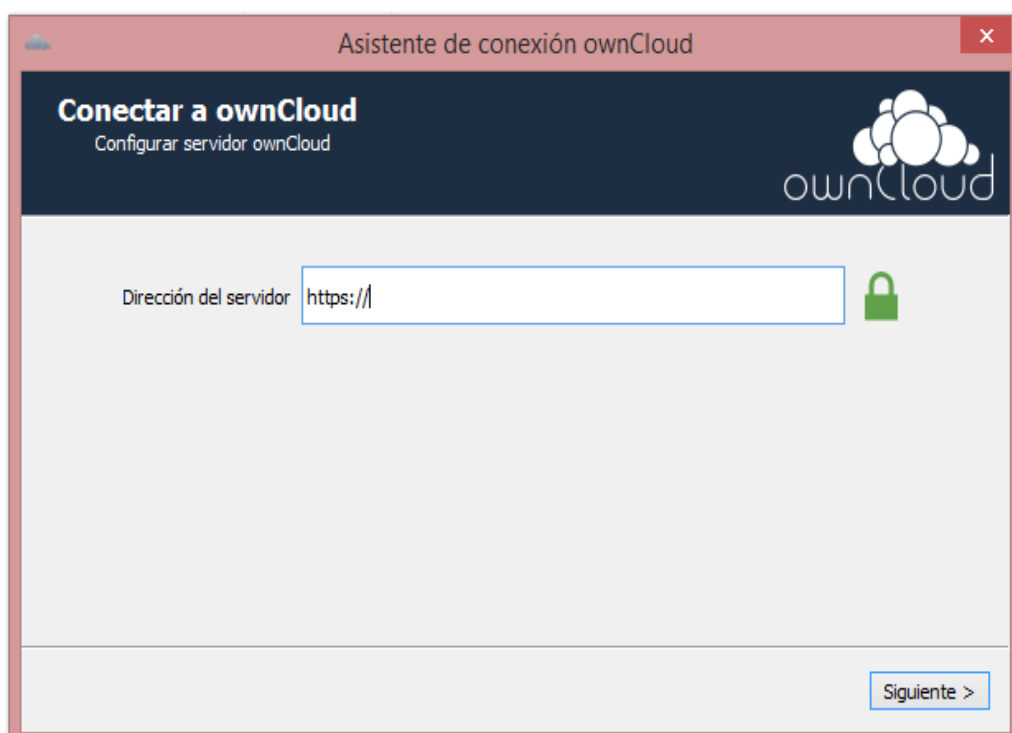 Asistente de conexión ownCloud
Conectar a ownCloud
Configurar servidor ownCloud
ownCloud
Dirección del servidor https://
Siguiente >